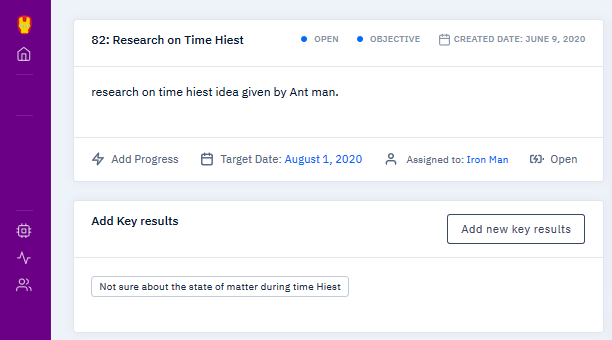 82: Research on Time Hiest
OPEN
OBJECTIVE
CREATED DATE: JUNE 9, 2020
research on time hiest idea given by Ant man.
Add Progress
Target Date: August 1, 2020
Assigned to: Iron Man
Open
Add Key results
Add new key results
Not sure about the state of matter during time Hiest